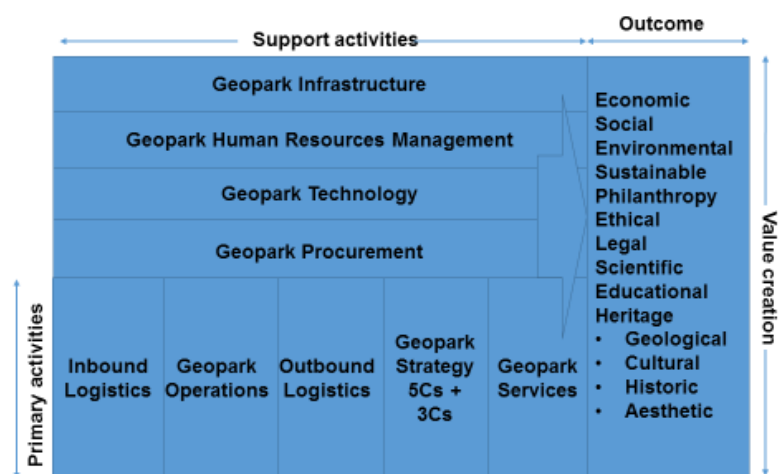 Support activities
Outcome
Geopark Infrastructure
Geopark Human Resources Management
Geopark Technology
Geopark Procurement
Economic
Social
Environmental
Sustainable
Philanthropy
Ethical
Legal
Scientific
Educational
Heritage
• Geological
• Cultural
• Historic
• Aesthetic
Value creation
Primary activities
Inbound
Logistics
Geopark
Operations
Outbound
Logistics
Geopark
Strategy
5Cs +
3Cs
Geopark
Services